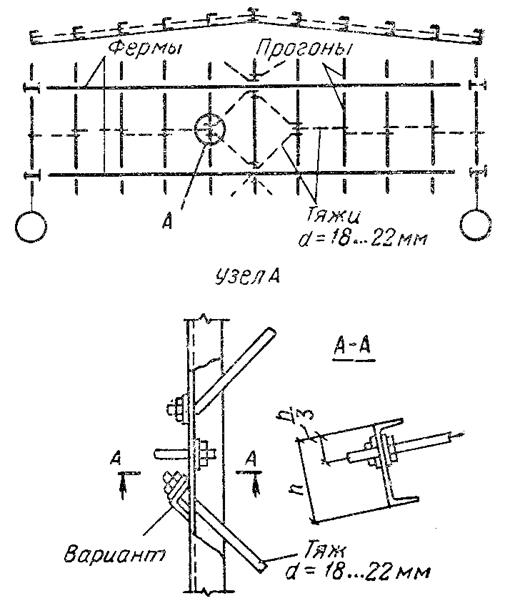 Фермы
Прогоны
А
Тяжи
d = 18...22 мм
узел А
А-А
h/3
h
А
А
Вариант
Тяж
d = 18...22 мм